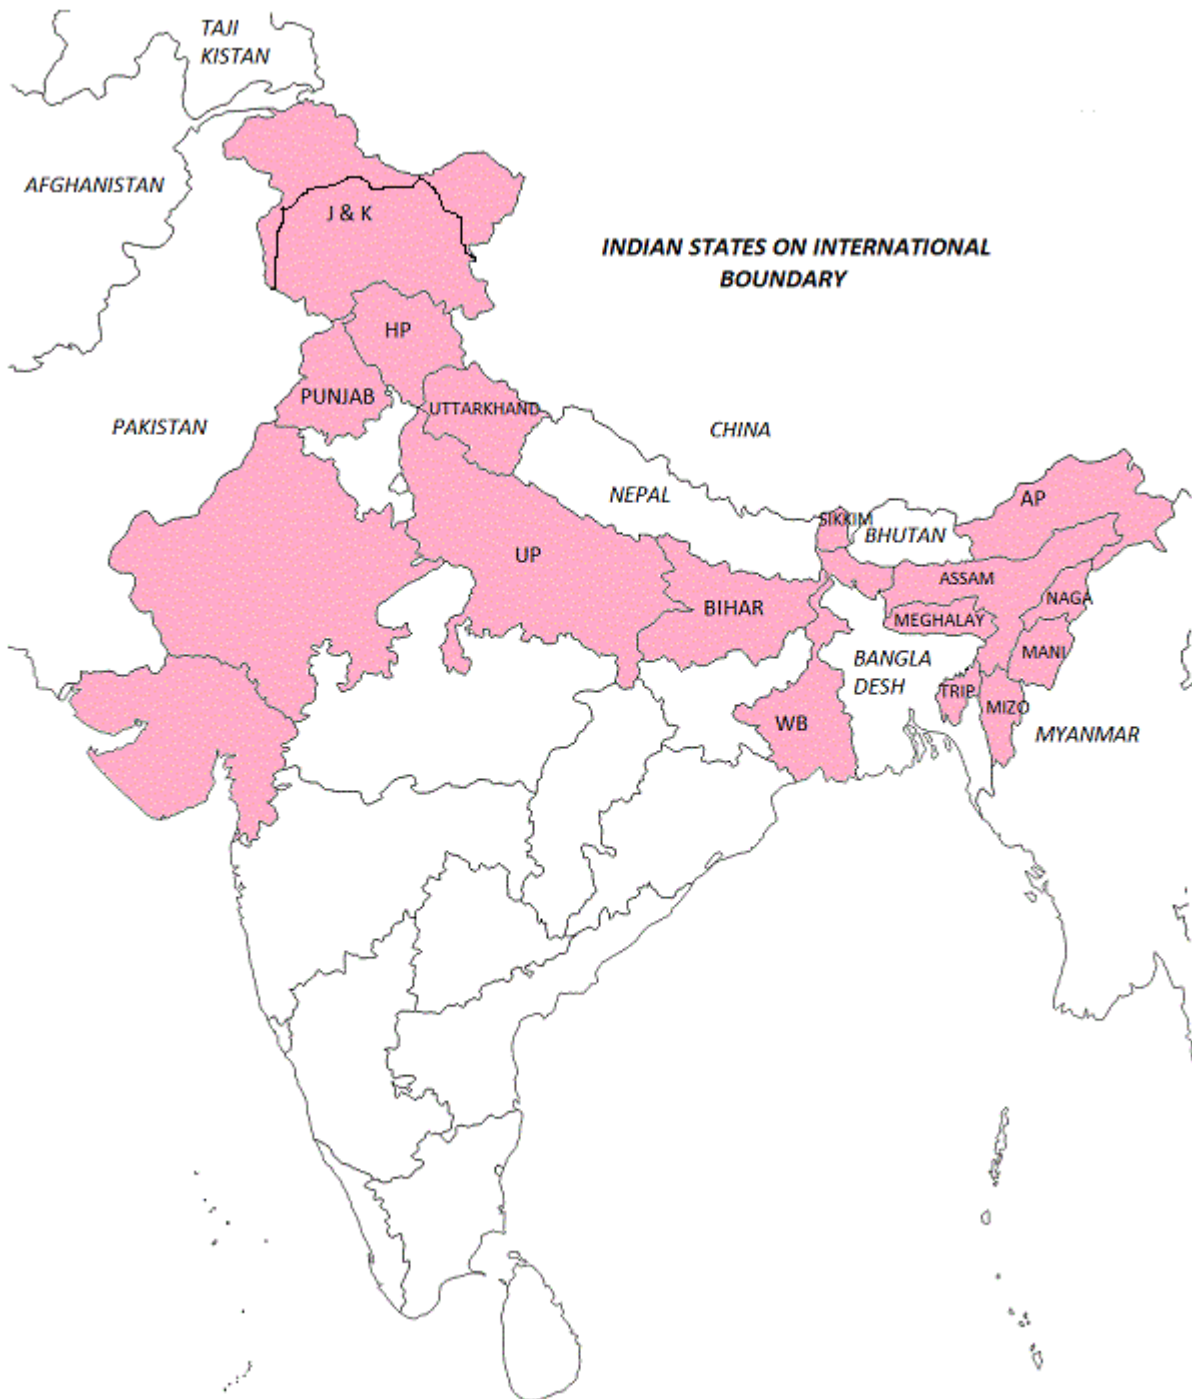 TAJI
KISTAN
AFGHANISTAN
J & K
INDIAN STATES ON INTERNATIONAL
BOUNDARY
HP
PUNJAB
UTTARKHAND
PAKISTAN
CHINA
NEPAL
AP
SIKKIM
BHUTAN
UP
ASSAM
BIHAR
NAGA
MEGHALAY
MANI
BANGLA
DESH
TRIP
MIZO
WB
MYANMAR